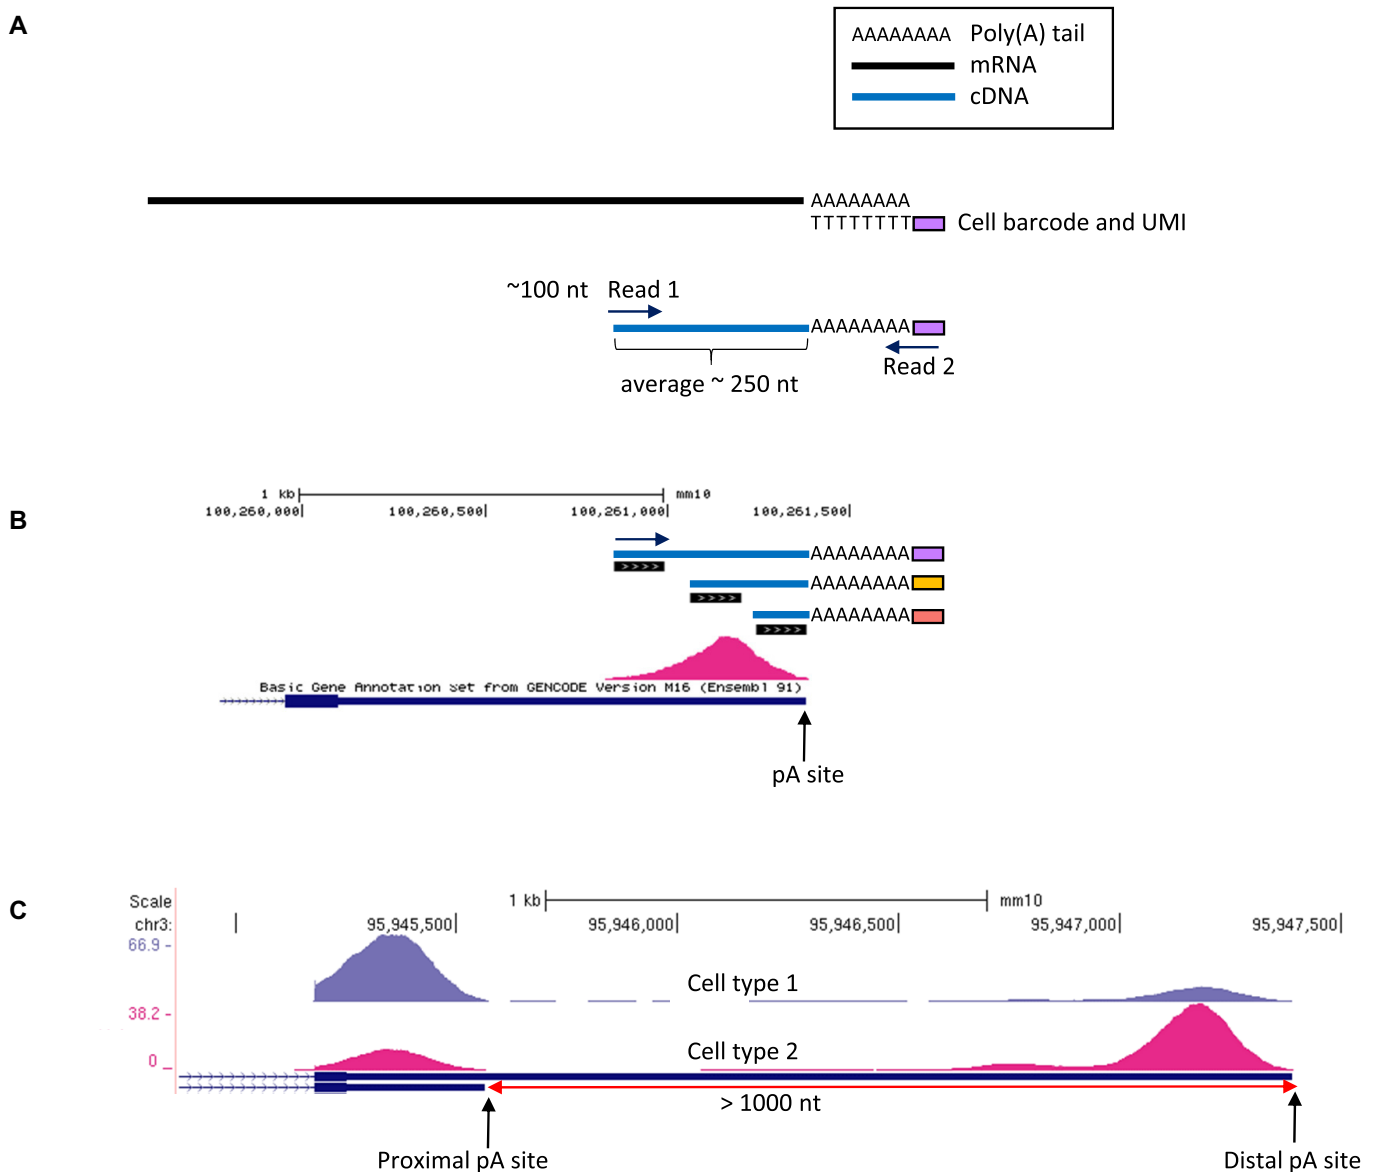 A
AAAAAAAA Poly(A) tail
mRNA
cDNA
AAAAAAAA
TTTTTTTT Cell barcode and UMI
~100 nt Read 1
AAAAAAAA
Read 2
average ~ 250 nt
B
1 kb mm10
100,260,000 100,260,500 100,261,000 100,261,500
AAAAAAAA
>>>>
AAAAAAAA
>>>>
AAAAAAAA
>>>>
Basic Gene Annotation Set from GENCODE Version M16 (Ensembl 91)
pA site
C
Scale 1 kb mm10
chr3: 95,945,500 95,946,000 95,946,500 95,947,000 95,947,500
66.9 -
Cell type 1
38.2 -
Cell type 2
0 _
> 1000 nt
Proximal pA site Distal pA site